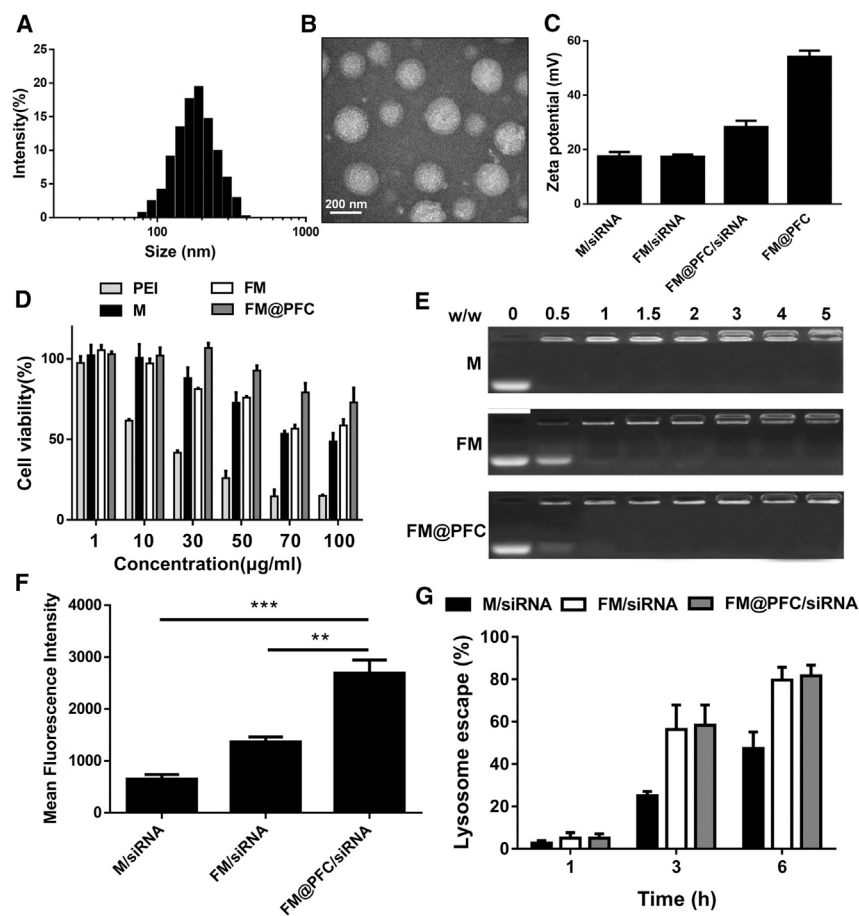 A
Intensity(%)
25
20
15
10
5
0
100
1000
Size (nm)
B
200 nm
C
Zeta potential (mV)
60
40
20
0
M/siRNA
FM/siRNA
FM@PFC/siRNA
FM@PFC
D
PEI
FM
M
FM@PFC
Cell viability(%)
100
50
0
1 10 30 50 70 100
Concentration(μg/ml)
E
w/w 0 0.5 1 1.5 2 3 4 5
M
FM
FM@PFC
F
Mean Fluorescence Intensity
4000
3000
2000
1000
0
***
**
M/siRNA
FM/siRNA
FM@PFC/siRNA
G
M/siRNA FM/siRNA FM@PFC/siRNA
Lysosome escape (%)
100
80
60
40
20
0
1 3 6
Time (h)